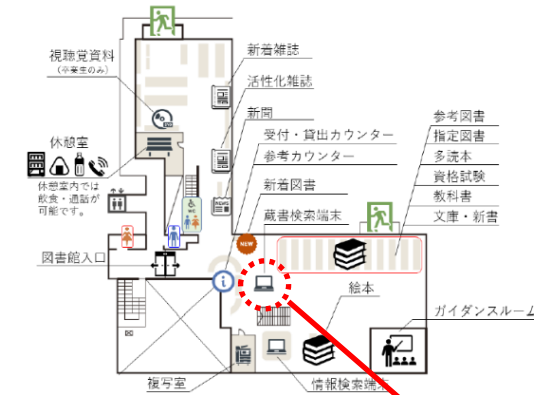 視聴覚資料
(卒業生のみ)
新着雑誌
活性化雑誌
新聞
受付・貸出カウンター
参考カウンター
新着図書
蔵書検索端末
参考図書
指定図書
多読本
資格試験
教科書
文庫・新書
休憩室
休憩室内では
飲食・通話が
可能です。
図書館入口
NEWS
NEW
WC
絵本
ガイダンスルーム
複写室
情報検索端末